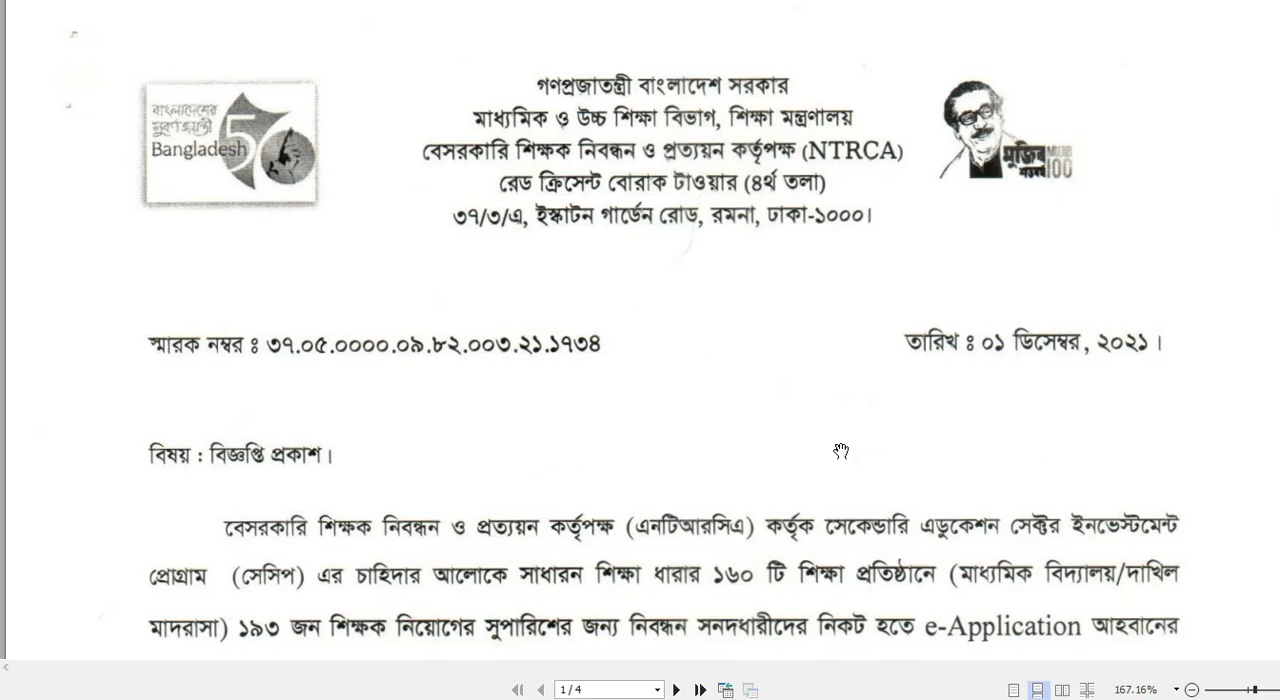 বাংলাদেশের
সুবর্ণজয়ন্তী
Bangladesh 50
গণপ্রজাতন্ত্রী বাংলাদেশ সরকার
মাধ্যমিক ও উচ্চ শিক্ষা বিভাগ, শিক্ষা মন্ত্রণালয়
বেসরকারি শিক্ষক নিবন্ধন ও প্রত্যয়ন কর্তৃপক্ষ (NTRCA)
রেড ক্রিসেন্ট বোরাক টাওয়ার (৪র্থ তলা)
৩৭/৩/এ, ইস্কাটন গার্ডেন রোড, রমনা, ঢাকা-১০০০।
মুজিব
100
স্মারক নম্বর ঃ ৩৭.০৫.০০০০.০৯.৮২.০০৩.২১.১৭৩৪
তারিখ ঃ ০১ ডিসেম্বর, ২০২১।
বিষয় : বিজ্ঞপ্তি প্রকাশ।
বেসরকারি শিক্ষক নিবন্ধন ও প্রত্যয়ন কর্তৃপক্ষ (এনটিআরসিএ) কর্তৃক সেকেন্ডারি এডুকেশন সেক্টর ইনভেস্টমেন্ট
প্রোগ্রাম (সেসিপ) এর চাহিদার আলোকে সাধারন শিক্ষা ধারার ১৬০ টি শিক্ষা প্রতিষ্ঠানে (মাধ্যমিক বিদ্যালয়/দাখিল
মাদরাসা) ১৯৩ জন শিক্ষক নিয়োগের সুপারিশের জন্য নিবন্ধন সনদধারীদের নিকট হতে e-Application আহবানের
1 / 4
167.16%